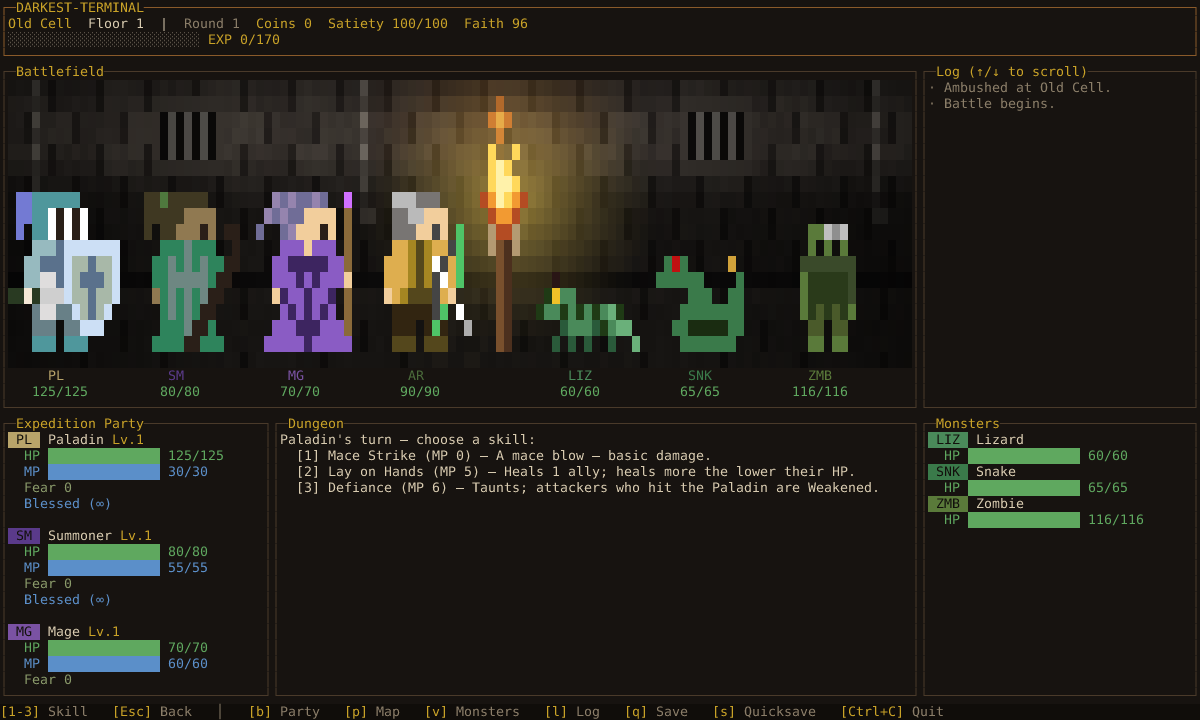 DARKEST-TERMINAL
Old Cell  Floor 1  |  Round 1  Coins 0  Satiety 100/100  Faith 96
EXP 0/170
Battlefield
PL SM MG AR LIZ SNK ZMB
125/125 80/80 70/70 90/90 60/60 65/65 116/116
Log (↑/↓ to scroll)
· Ambushed at Old Cell.
· Battle begins.
Expedition Party
PL Paladin Lv.1
HP 125/125
MP 30/30
Fear 0
Blessed (∞)
SM Summoner Lv.1
HP 80/80
MP 55/55
Fear 0
Blessed (∞)
MG Mage Lv.1
HP 70/70
MP 60/60
Fear 0
Dungeon
Paladin's turn — choose a skill:
[1] Mace Strike (MP 0) — A mace blow — basic damage.
[2] Lay on Hands (MP 5) — Heals 1 ally; heals more the lower their HP.
[3] Defiance (MP 6) — Taunts; attackers who hit the Paladin are Weakened.
Monsters
LIZ Lizard
HP 60/60
SNK Snake
HP 65/65
ZMB Zombie
HP 116/116
[1-3] Skill  [Esc] Back  │  [b] Party  [p] Map  [v] Monsters  [l] Log  [q] Save  [s] Quicksave  [Ctrl+C] Quit